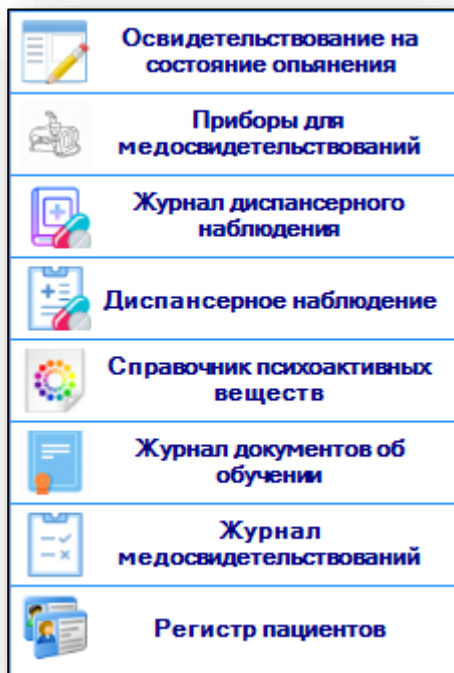 Освидетельствование на
состояние опьянения
Приборы для
медосвидетельствований
Журнал диспансерного
наблюдения
Диспансерное наблюдение
Справочник психоактивных
веществ
Журнал документов об
обучении
Журнал
медосвидетельствований
Регистр пациентов